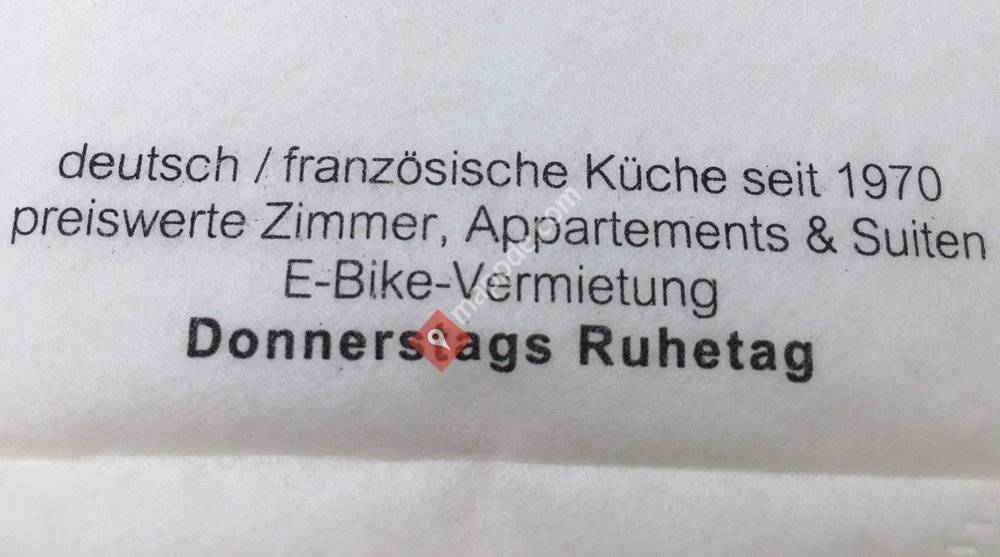 deutsch / französische Küche seit 1970
preiswerte Zimmer, Appartements & Suiten
E-Bike-Vermietung
Donnerstags Ruhetag